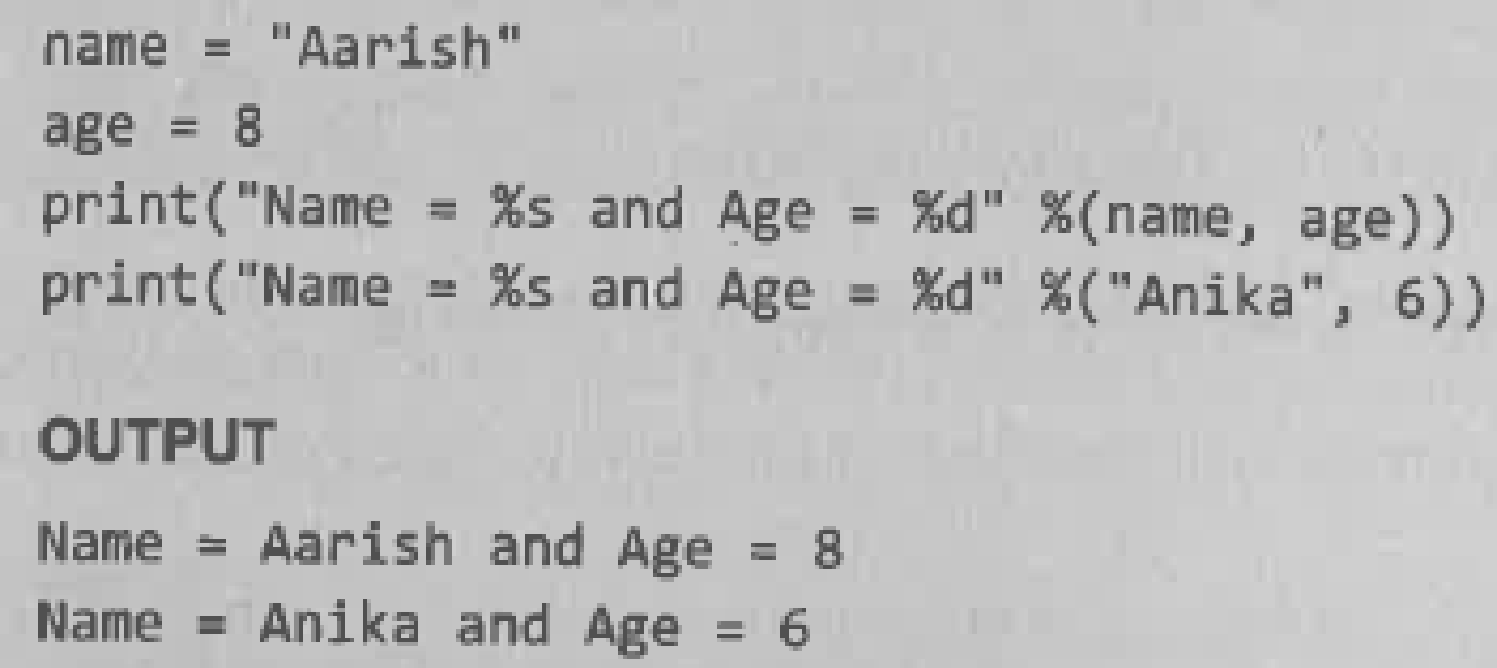 name = "Aarish"
age = 8
print("Name = %s and Age = %d" %(name, age))
print("Name = %s and Age = %d" %("Anika", 6))
OUTPUT
Name = Aarish and Age = 8
Name = Anika and Age = 6